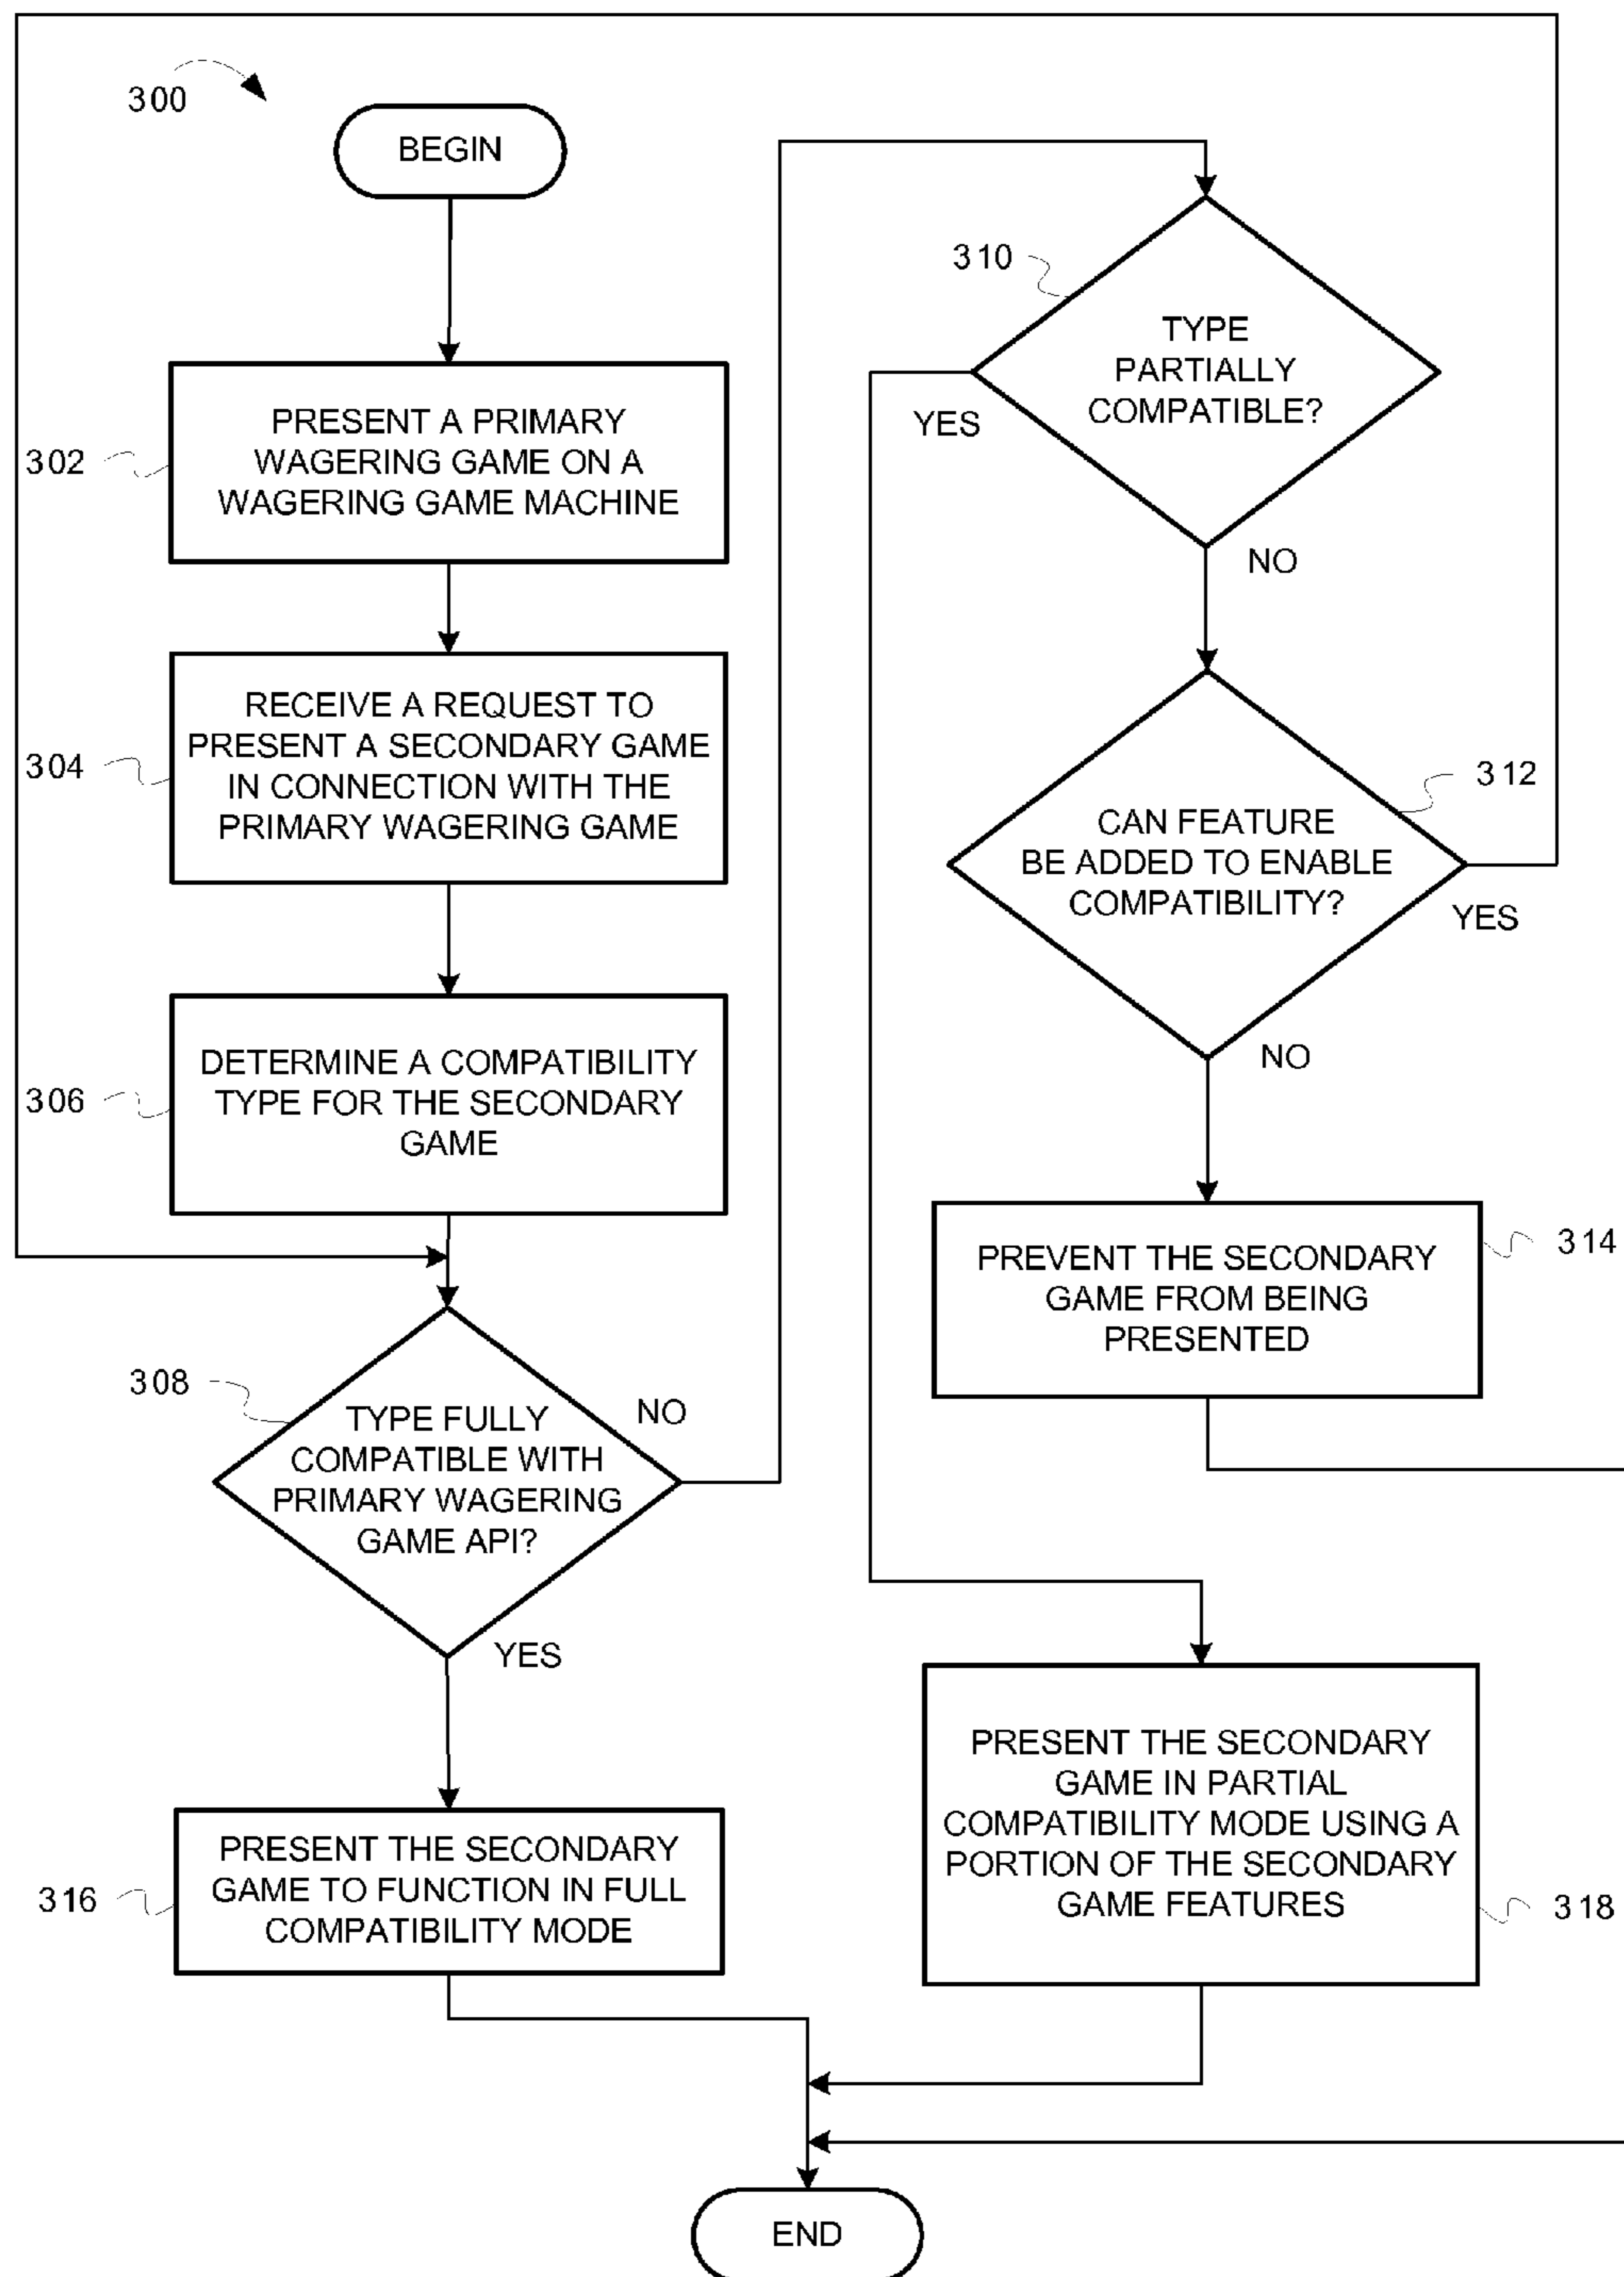 300
BEGIN
302
PRESENT A PRIMARY
WAGERING GAME ON A
WAGERING GAME MACHINE
304
RECEIVE A REQUEST TO
PRESENT A SECONDARY GAME
IN CONNECTION WITH THE
PRIMARY WAGERING GAME
306
DETERMINE A COMPATIBILITY
TYPE FOR THE SECONDARY
GAME
308
TYPE FULLY
COMPATIBLE WITH
PRIMARY WAGERING
GAME API?
NO
YES
310
TYPE
PARTIALLY
COMPATIBLE?
YES
NO
312
CAN FEATURE
BE ADDED TO ENABLE
COMPATIBILITY?
YES
NO
314
PREVENT THE SECONDARY
GAME FROM BEING
PRESENTED
316
PRESENT THE SECONDARY
GAME TO FUNCTION IN FULL
COMPATIBILITY MODE
318
PRESENT THE SECONDARY
GAME IN PARTIAL
COMPATIBILITY MODE USING A
PORTION OF THE SECONDARY
GAME FEATURES
END